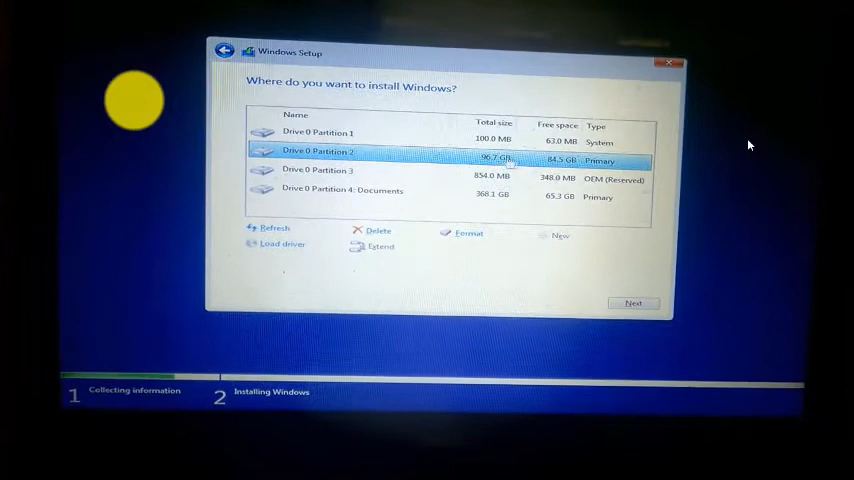 Windows Setup
Where do you want to install Windows?
Name Total size Free space Type
Drive 0 Partition 1 100.0 MB 63.0 MB System
Drive 0 Partition 2 96.7 GB 84.5 GB Primary
Drive 0 Partition 3 854.0 MB 348.0 MB OEM (Reserved)
Drive 0 Partition 4: Documents 368.1 GB 65.3 GB Primary
Refresh Delete Format New
Load driver Extend
Next
1 Collecting information 2 Installing Windows